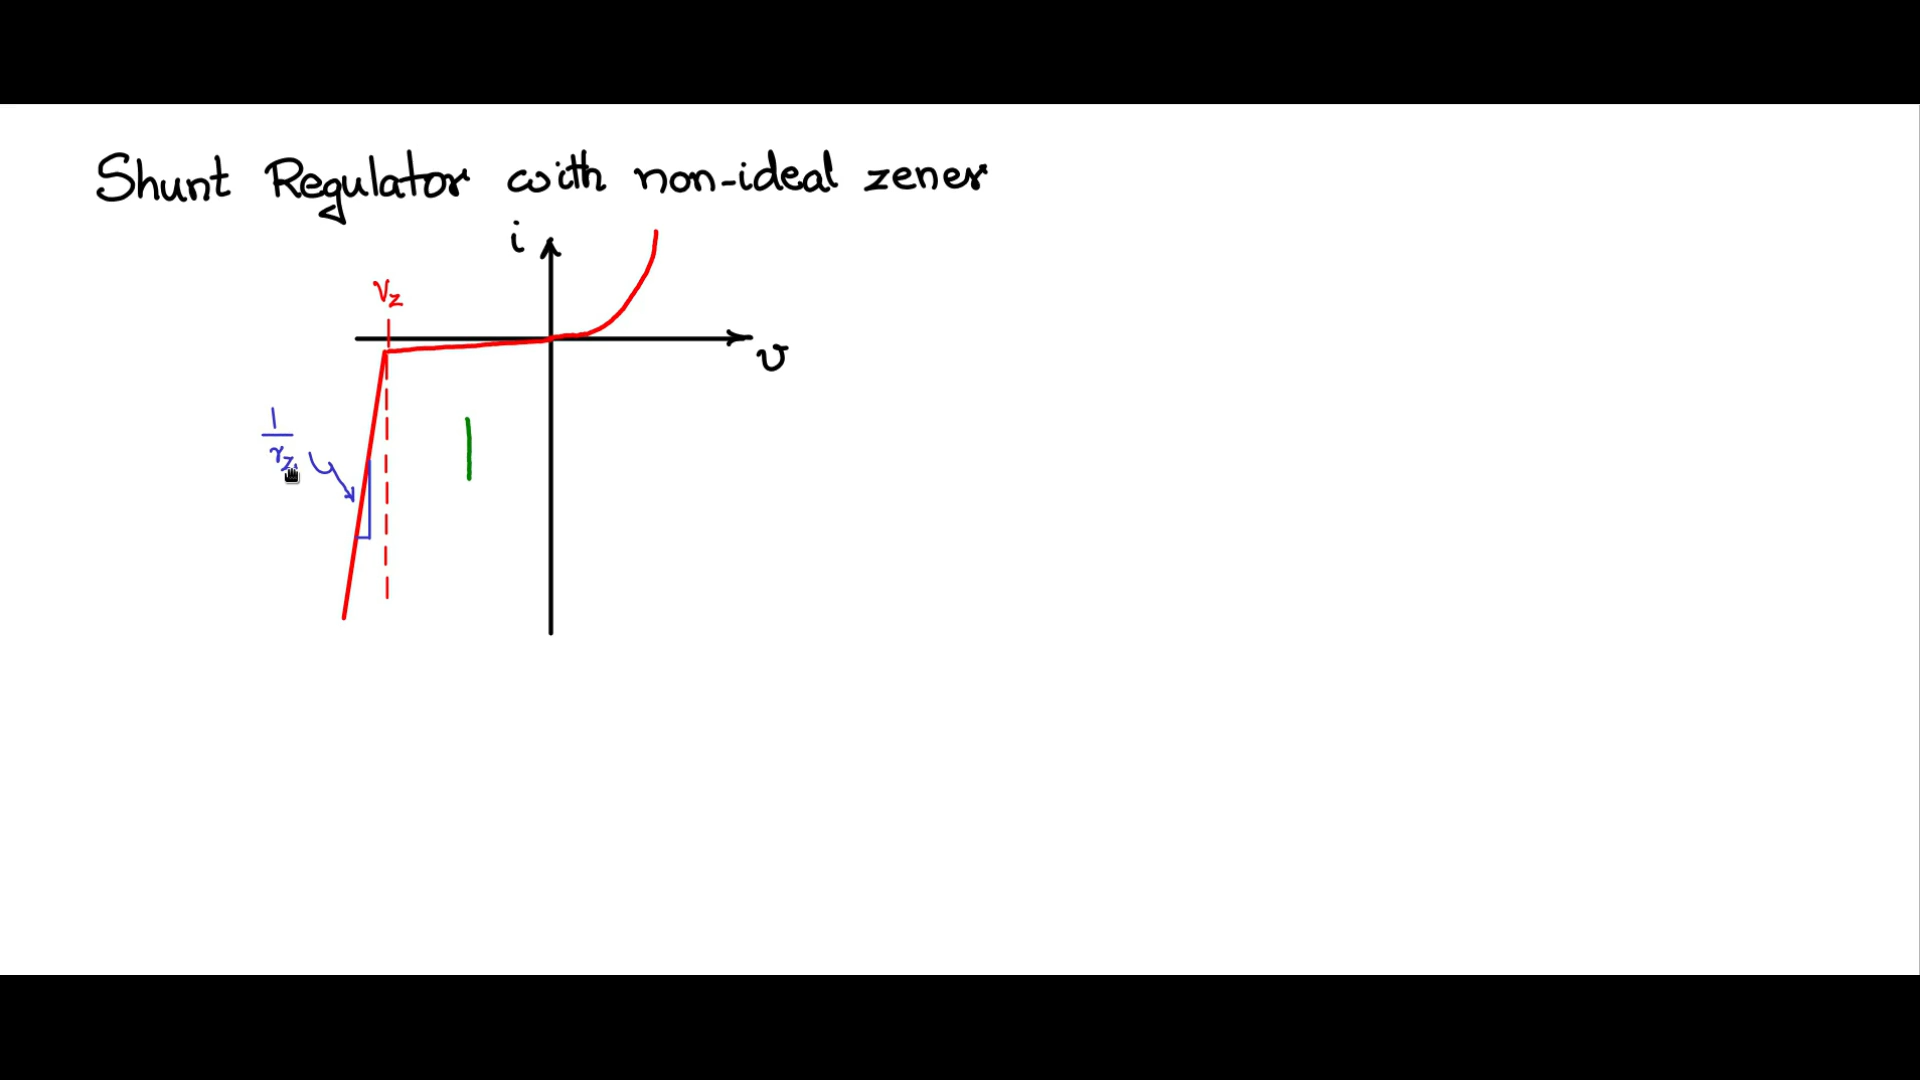 Shunt Regulator with non-ideal zener
i
Vz
v
1
rz